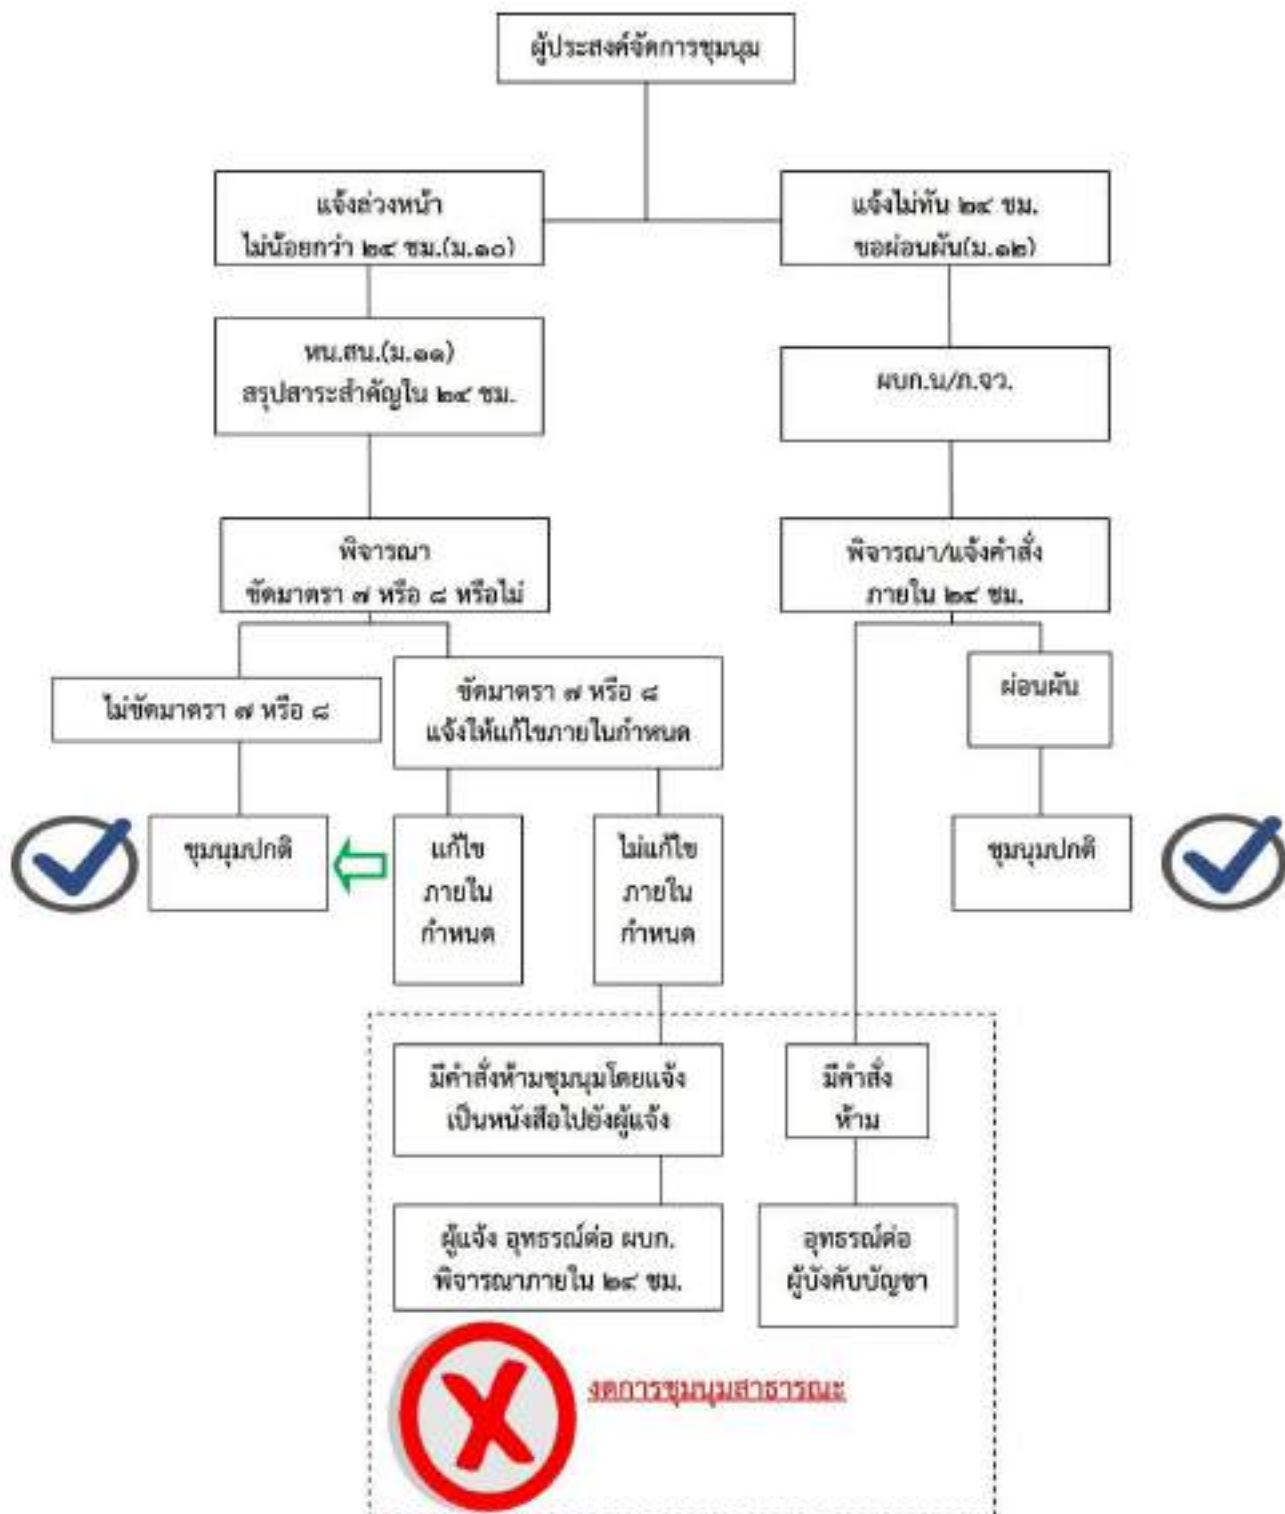 ผู้ประสงค์จัดการชุมนุม
แจ้งล่วงหน้า
ไม่น้อยกว่า ๒๔ ชม.(ม.๑๐)
แจ้งไม่ทัน ๒๔ ชม.
ขอผ่อนผัน(ม.๑๒)
หน.สน.(ม.๑๑)
สรุปสาระสำคัญใน ๒๔ ชม.
ผบก.น/ภ.จว.
พิจารณา
ขัดมาตรา ๗ หรือ ๘ หรือไม่
พิจารณา/แจ้งคำสั่ง
ภายใน ๒๔ ชม.
ไม่ขัดมาตรา ๗ หรือ ๘
ขัดมาตรา ๗ หรือ ๘
แจ้งให้แก้ไขภายในกำหนด
ผ่อนผัน
ชุมนุมปกติ
แก้ไข
ภายใน
กำหนด
ไม่แก้ไข
ภายใน
กำหนด
ชุมนุมปกติ
มีคำสั่งห้ามชุมนุมโดยแจ้ง
เป็นหนังสือไปยังผู้แจ้ง
มีคำสั่ง
ห้าม
ผู้แจ้ง อุทธรณ์ต่อ ผบก.
พิจารณาภายใน ๒๔ ชม.
อุทธรณ์ต่อ
ผู้บังคับบัญชา
งดการชุมนุมสาธารณะ